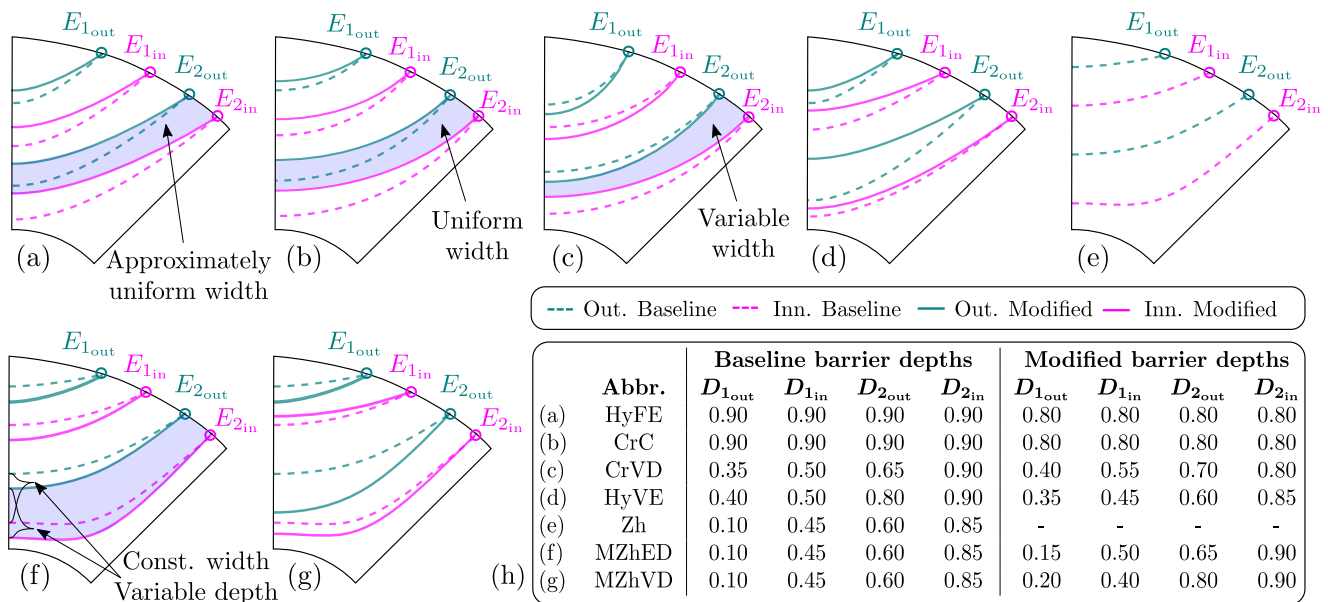 E1out E1in E2out E2in
E1out E1in E2out E2in
E1out E1in E2out E2in
E1out E1in E2out E2in
E1out E1in E2out E2in
Approximately
uniform width
Uniform
width
Variable
width
(a) (b) (c) (d) (e)
Out. Baseline Inn. Baseline Out. Modified Inn. Modified
E1out E1in E2out E2in
E1out E1in E2out E2in
Const. width
Variable depth
(f) (g) (h)
Baseline barrier depths Modified barrier depths
Abbr. D1out D1in D2out D2in D1out D1in D2out D2in
(a) HyFE 0.90 0.90 0.90 0.90 0.80 0.80 0.80 0.80
(b) CrC 0.90 0.90 0.90 0.90 0.80 0.80 0.80 0.80
(c) CrVD 0.35 0.50 0.65 0.90 0.40 0.55 0.70 0.80
(d) HyVE 0.40 0.50 0.80 0.90 0.35 0.45 0.60 0.85
(e) Zh 0.10 0.45 0.60 0.85 - - - -
(f) MZhED 0.10 0.45 0.60 0.85 0.15 0.50 0.65 0.90
(g) MZhVD 0.10 0.45 0.60 0.85 0.20 0.40 0.80 0.90